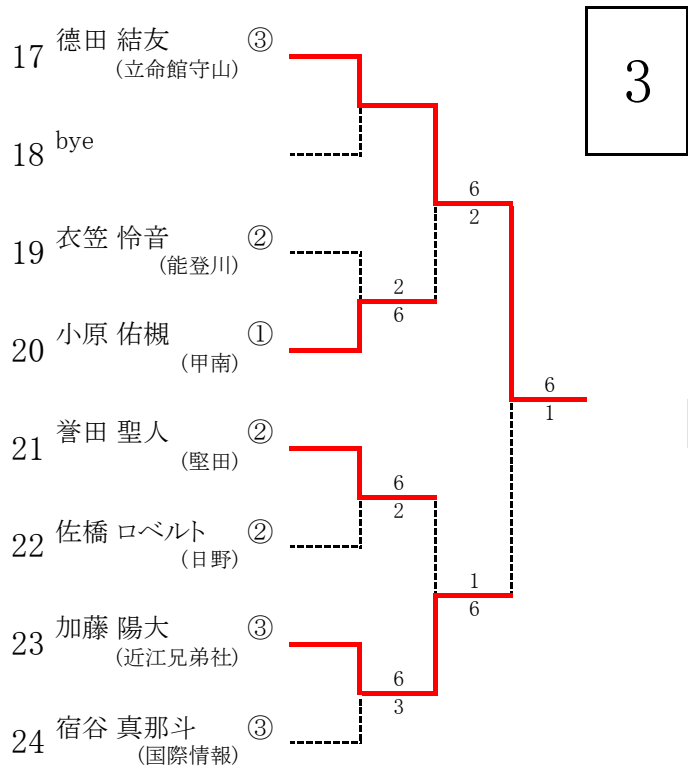 3
17 德田 結友 ③
(立命館守山)
18 bye
6
2
19 衣笠 怜音 ②
(能登川)
2
6
20 小原 佑槻 ①
(甲南)
6
1
21 誉田 聖人 ②
(堅田)
6
2
22 佐橋 ロベルト ②
(日野)
1
6
23 加藤 陽大 ③
(近江兄弟社)
6
3
24 宿谷 真那斗 ③
(国際情報)